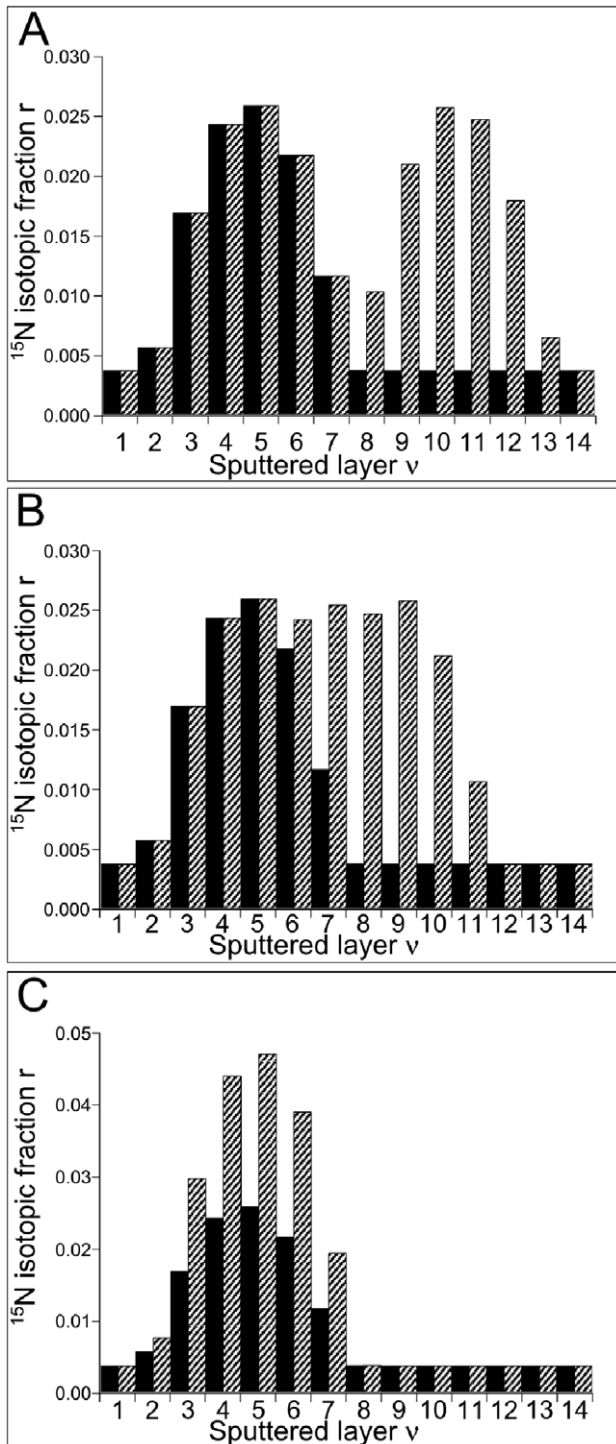 A
0.030
0.025
0.020
0.015
0.010
0.005
0.000
¹⁵N isotopic fraction r
1 2 3 4 5 6 7 8 9 10 11 12 13 14
Sputtered layer ν
B
0.030
0.025
0.020
0.015
0.010
0.005
0.000
¹⁵N isotopic fraction r
1 2 3 4 5 6 7 8 9 10 11 12 13 14
Sputtered layer ν
C
0.05
0.04
0.03
0.02
0.01
0.00
¹⁵N isotopic fraction r
1 2 3 4 5 6 7 8 9 10 11 12 13 14
Sputtered layer ν